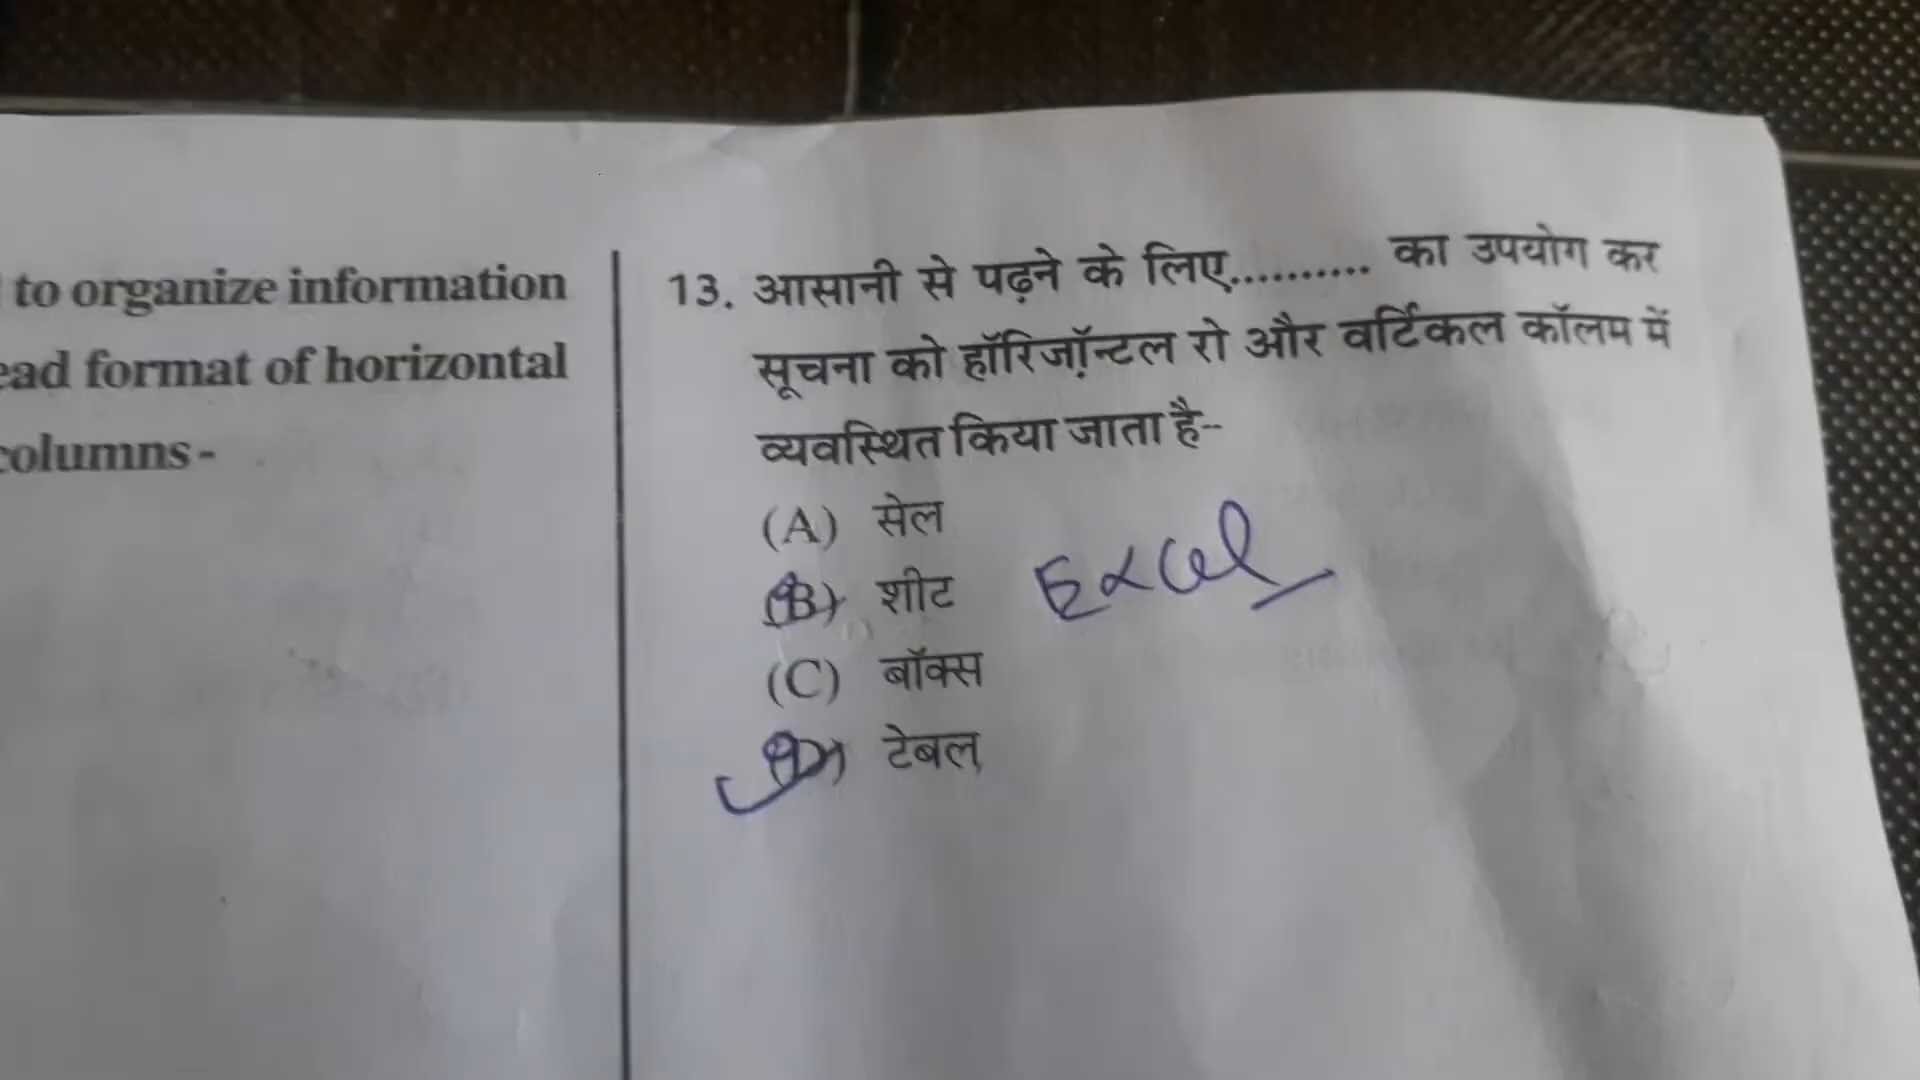 to organize information
ead format of horizontal
columns -
13. आसानी से पढ़ने के लिए.......... का उपयोग कर
सूचना को हॉरिजॉ़न्टल रो और वर्टिकल कॉलम में
व्यवस्थित किया जाता है--
(A) सेल
(B) शीट
Excel
(C) बॉक्स
(D) टेबल